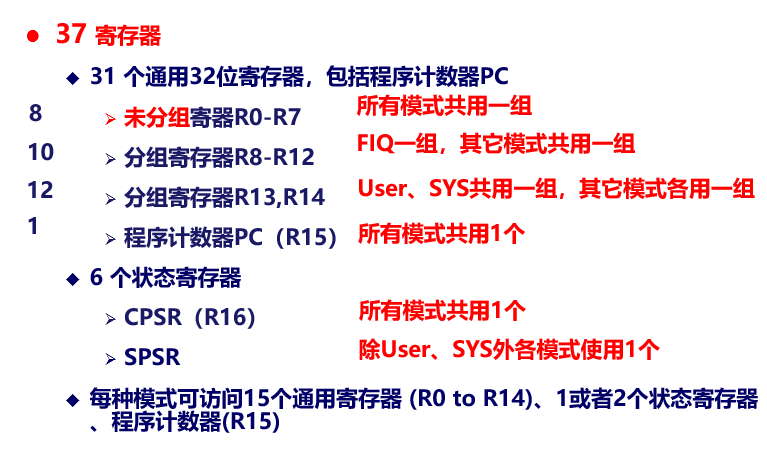 37 寄存器
31 个通用32位寄存器，包括程序计数器PC
8 未分组寄器R0-R7 所有模式共用一组
10 分组寄存器R8-R12 FIQ一组，其它模式共用一组
12 分组寄存器R13,R14 User、SYS共用一组，其它模式各用一组
1 程序计数器PC（R15） 所有模式共用1个
6 个状态寄存器
CPSR（R16） 所有模式共用1个
SPSR 除User、SYS外各模式使用1个
每种模式可访问15个通用寄存器 (R0 to R14)、1或者2个状态寄存器
、程序计数器(R15)